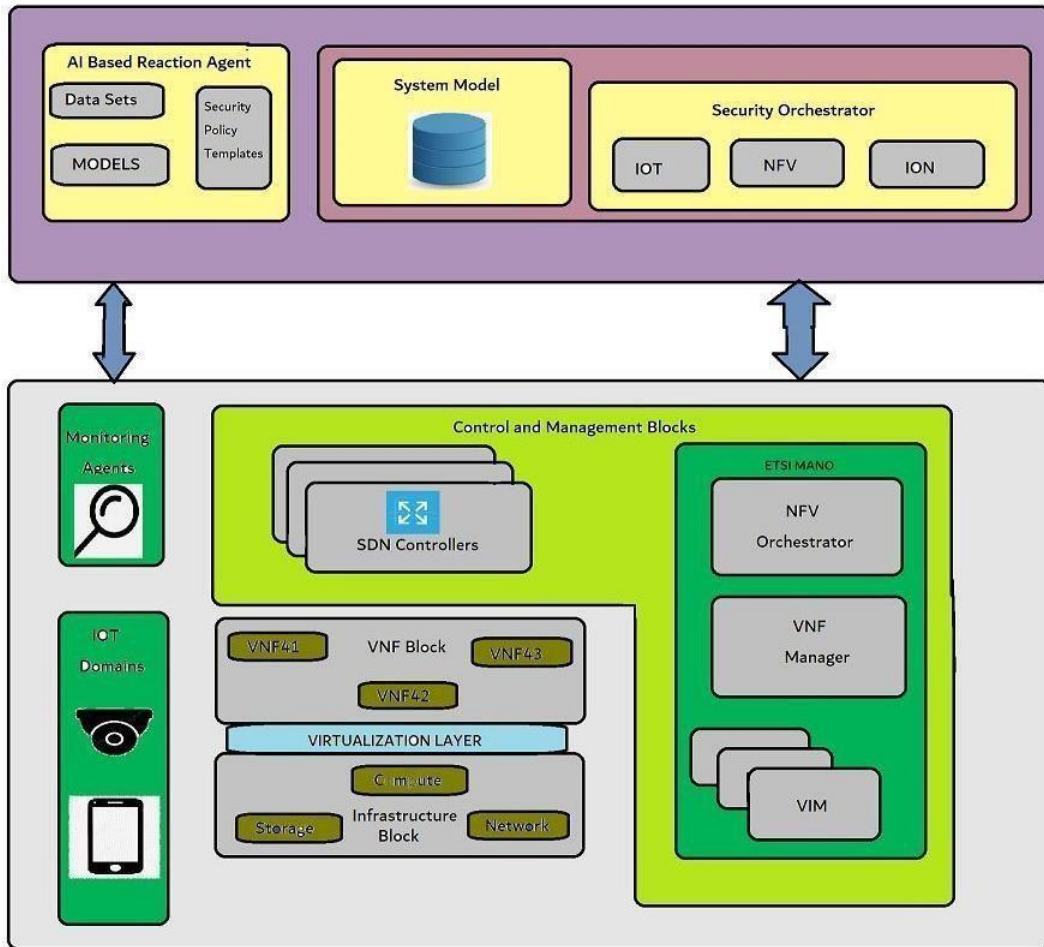 AI Based Reaction Agent
Data Sets
MODELS
Security
Policy
Templates
System Model
Security Orchestrator
IOT
NFV
ION
Monitoring
Agents
Control and Management Blocks
SDN Controllers
ETSI MANO
NFV
Orchestrator
VNF
Manager
VIM
IOT
Domains
VNF41
VNF Block
VNF43
VNF42
VIRTUALIZATION LAYER
Compute
Storage
Infrastructure
Block
Network